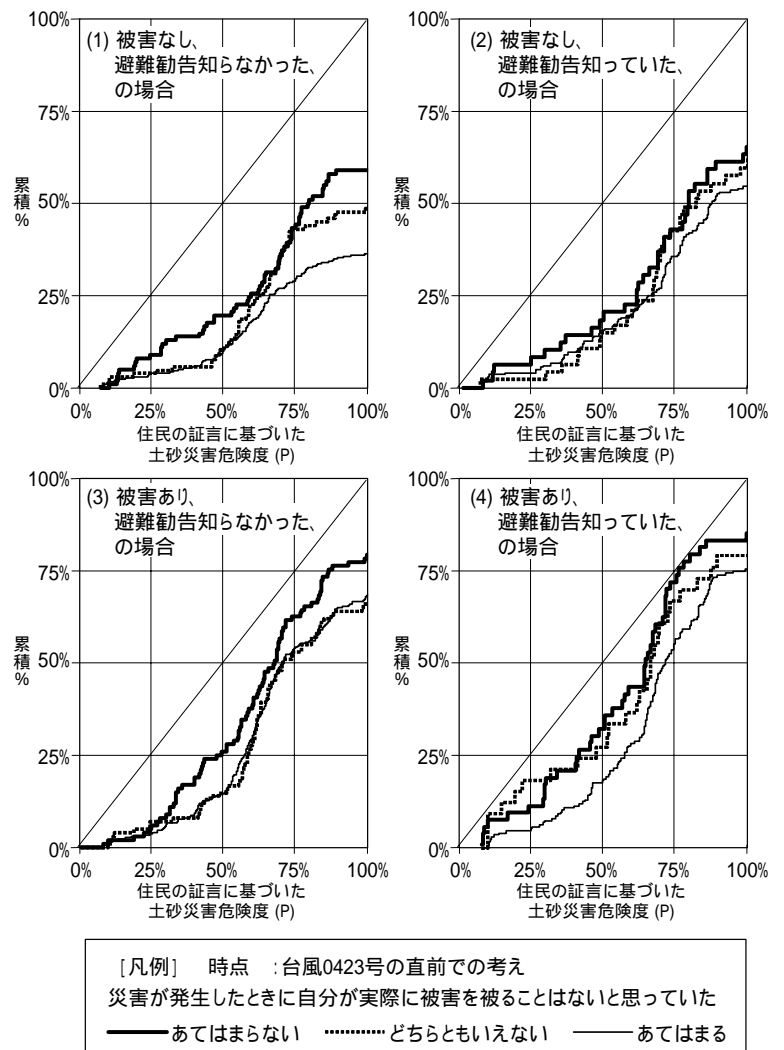 (1) 被害なし、
避難勧告知らなかった、
の場合
100%
75%
50%
25%
0%
累積%
0% 25% 50% 75% 100%
住民の証言に基づいた
土砂災害危険度 (P)
(2) 被害なし、
避難勧告知っていた、
の場合
100%
75%
50%
25%
0%
累積%
0% 25% 50% 75% 100%
住民の証言に基づいた
土砂災害危険度 (P)
(3) 被害あり、
避難勧告知らなかった、
の場合
100%
75%
50%
25%
0%
累積%
0% 25% 50% 75% 100%
住民の証言に基づいた
土砂災害危険度 (P)
(4) 被害あり、
避難勧告知っていた、
の場合
100%
75%
50%
25%
0%
累積%
0% 25% 50% 75% 100%
住民の証言に基づいた
土砂災害危険度 (P)
[凡例] 時点 :台風0423号の直前での考え
災害が発生したときに自分が実際に被害を被ることはないと思っていた
あてはまらない どちらともいえない あてはまる